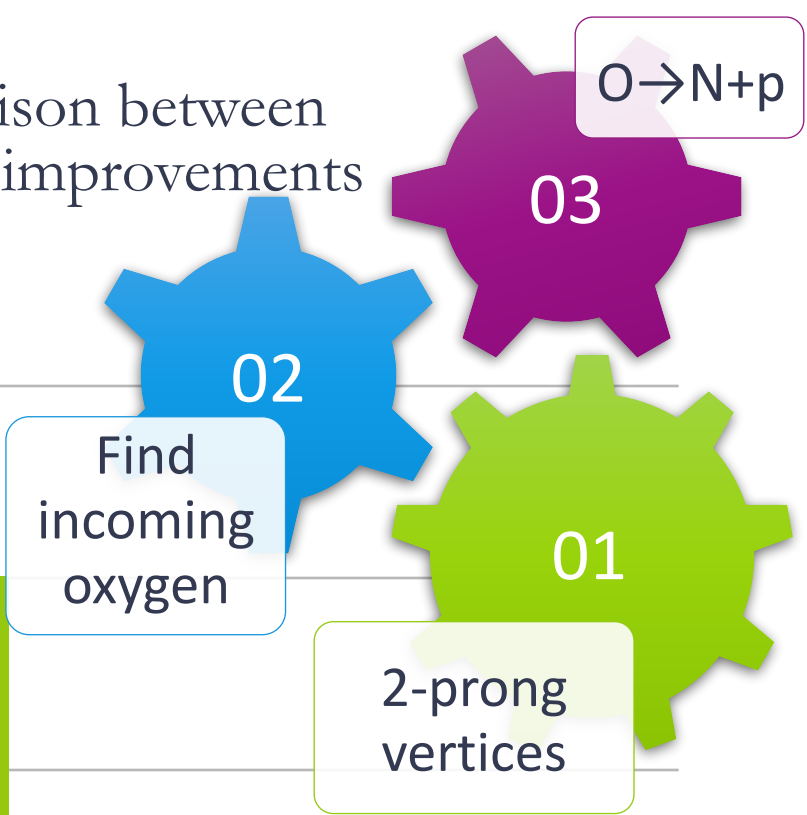 ison between
improvements
O→N+p
03
02
Find
incoming
oxygen
01
2-prong
vertices